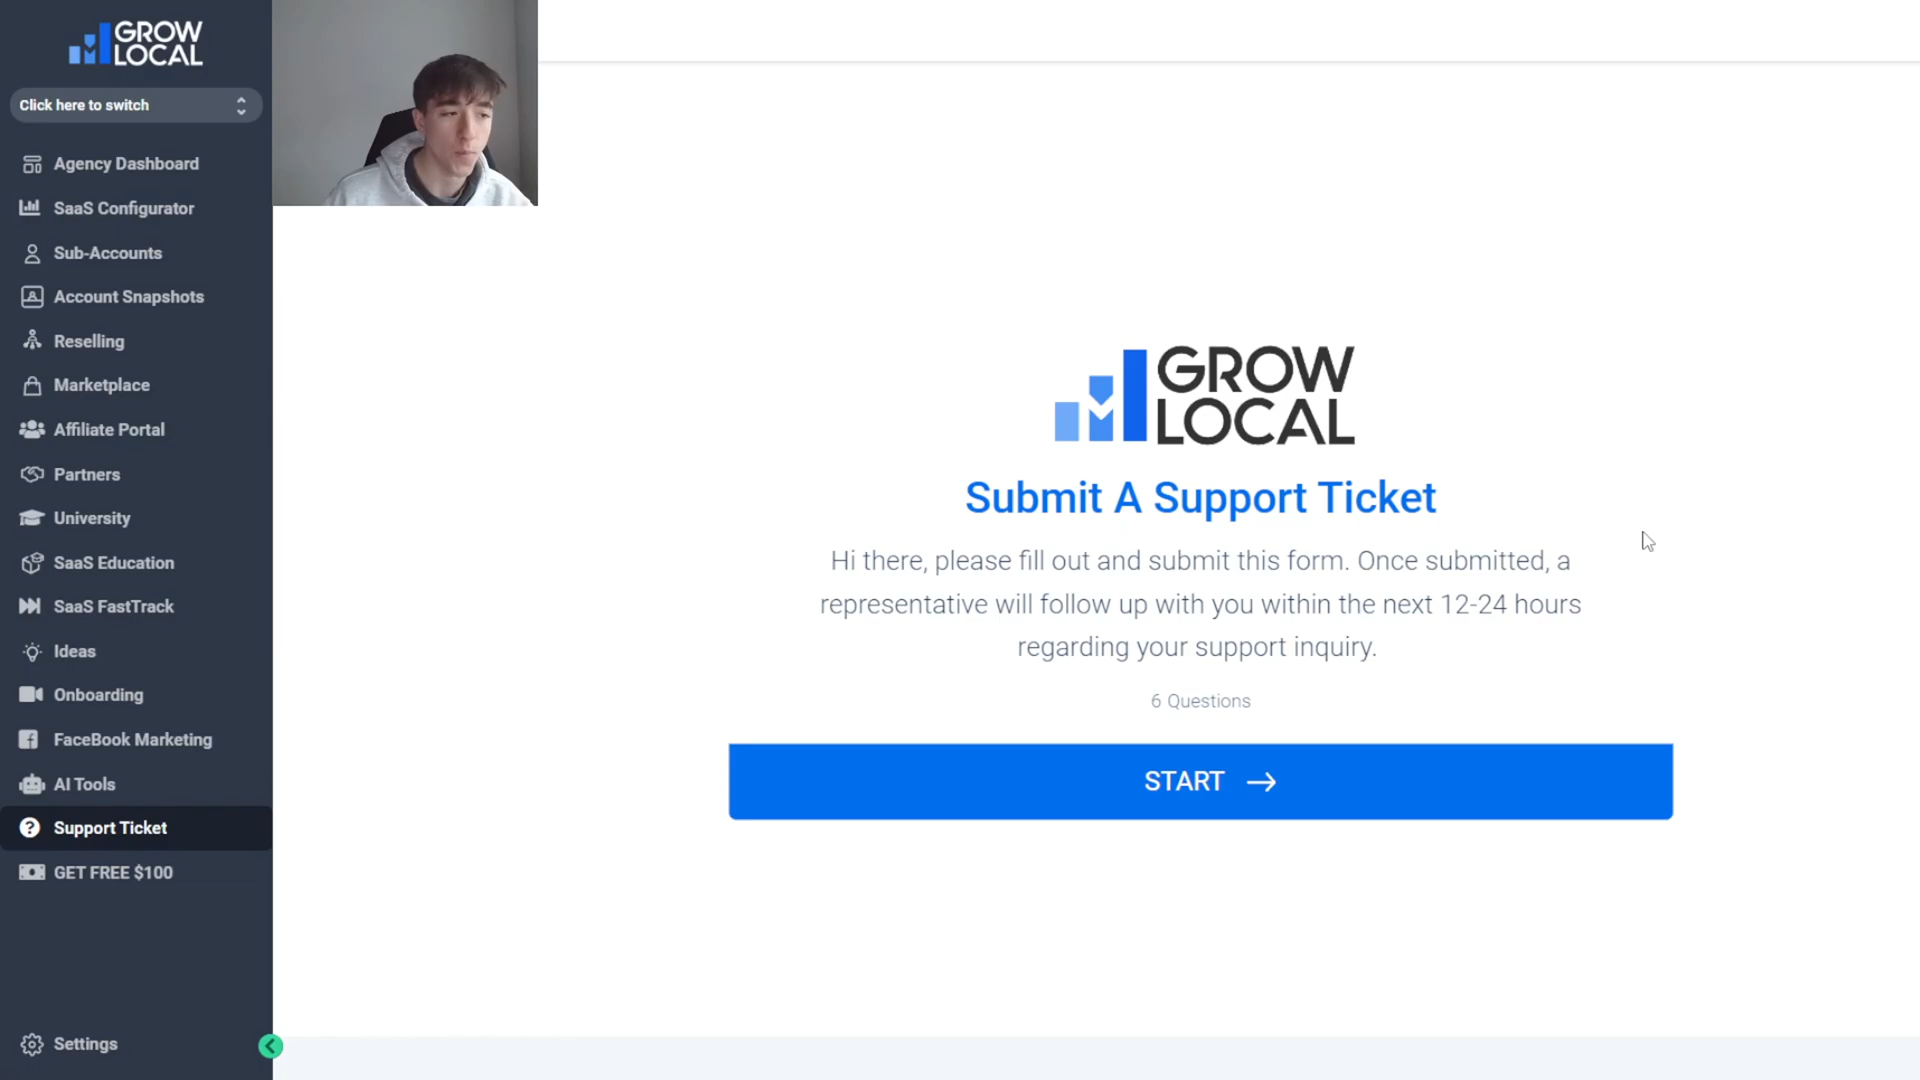 GROW
LOCAL
Click here to switch
Agency Dashboard
SaaS Configurator
Sub-Accounts
Account Snapshots
Reselling
Marketplace
Affiliate Portal
Partners
University
SaaS Education
SaaS FastTrack
Ideas
Onboarding
FaceBook Marketing
AI Tools
Support Ticket
GET FREE $100
Settings
GROW
LOCAL
Submit A Support Ticket
Hi there, please fill out and submit this form. Once submitted, a
representative will follow up with you within the next 12-24 hours
regarding your support inquiry.
6 Questions
START